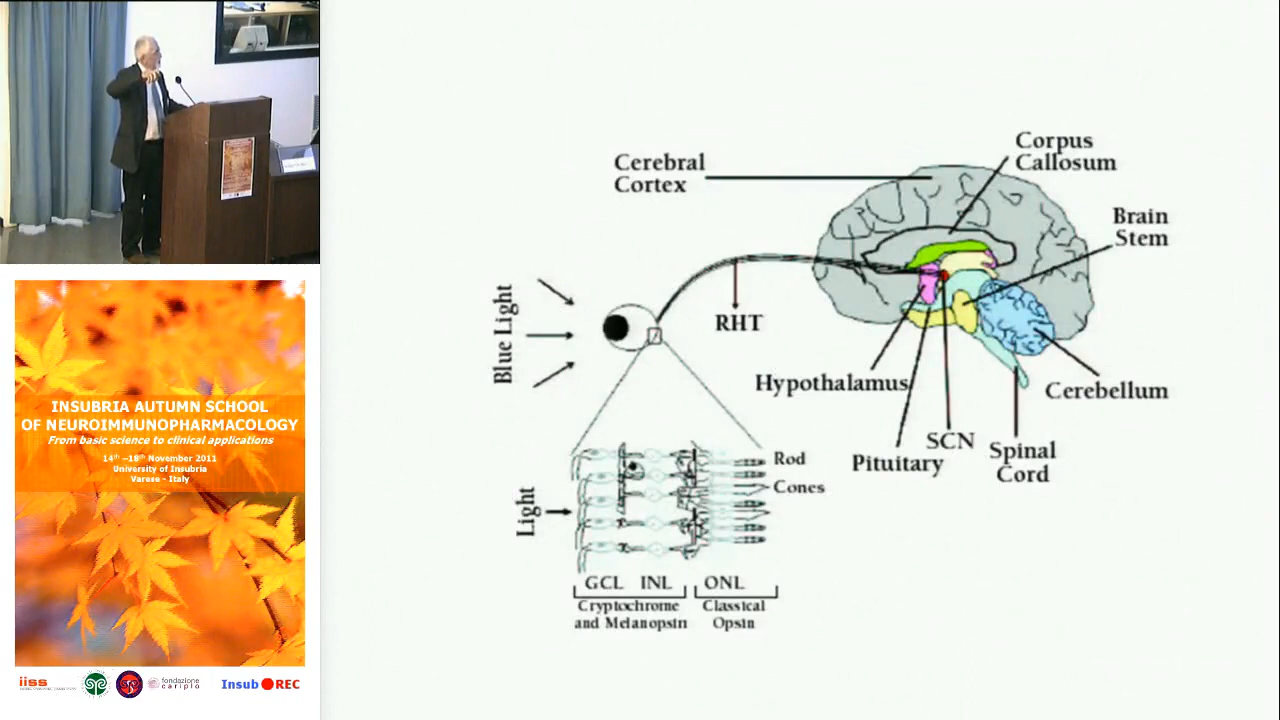 INSUBRIA AUTUMN SCHOOL
OF NEUROIMMUNOPHARMACOLOGY
From basic science to clinical applications
14th –18th November 2011
University of Insubria
Varese - Italy
iiss
fondazione
cariplo
Insub REC
Cerebral
Cortex
Corpus
Callosum
Brain
Stem
Blue Light
RHT
Hypothalamus
Cerebellum
SCN
Pituitary
Spinal
Cord
Rod
Cones
Light
GCL INL ONL
Cryptochrome
and Melanopsin
Classical
Opsin